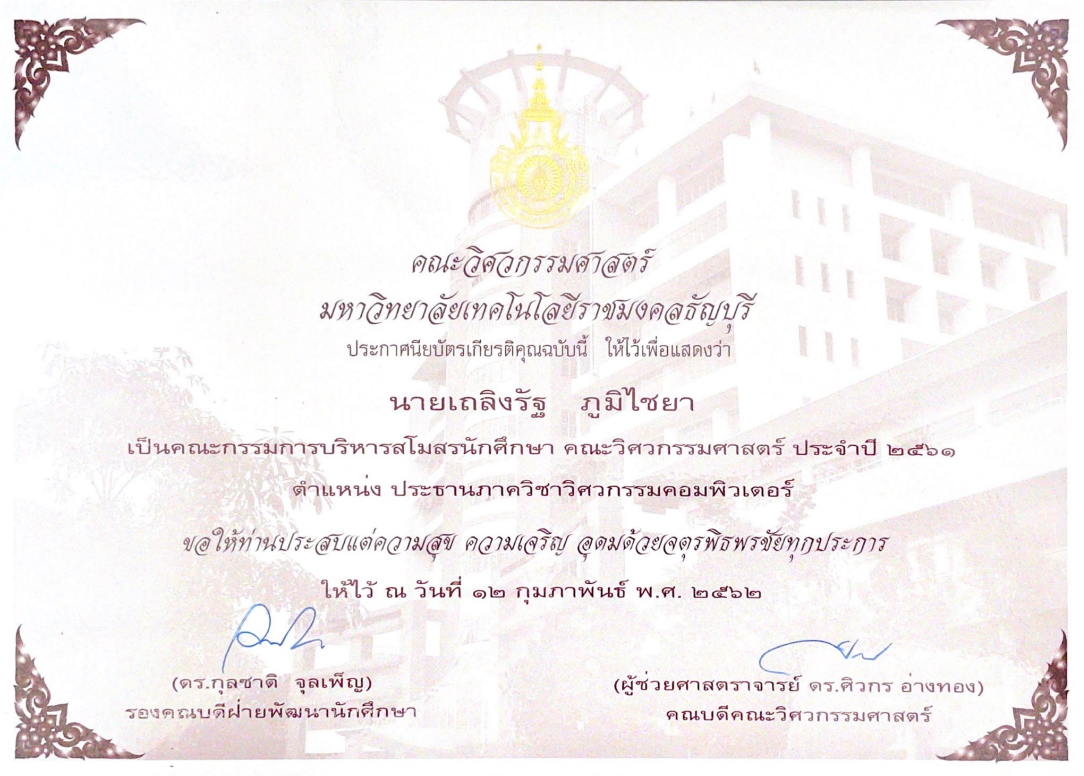 คณะวิศวกรรมศาสตร์
มหาวิทยาลัยเทคโนโลยีราชมงคลธัญบุรี
ประกาศนียบัตรเกียรติคุณฉบับนี้ ให้ไว้เพื่อแสดงว่า
นายเถลิงรัฐ ภูมิไชยา
เป็นคณะกรรมการบริหารสโมสรนักศึกษา คณะวิศวกรรมศาสตร์ ประจำปี ๒๕๖๑
ตำแหน่ง ประธานภาควิชาวิศวกรรมคอมพิวเตอร์
ขอให้ท่านประสบแต่ความสุข ความเจริญ อุดมด้วยจตุรพิธพรชัยทุกประการ
ให้ไว้ ณ วันที่ ๑๒ กุมภาพันธ์ พ.ศ. ๒๕๖๒
(ดร.กุลชาติ จุลเพ็ญ)
รองคณบดีฝ่ายพัฒนานักศึกษา
(ผู้ช่วยศาสตราจารย์ ดร.ศิวกร อ่างทอง)
คณบดีคณะวิศวกรรมศาสตร์